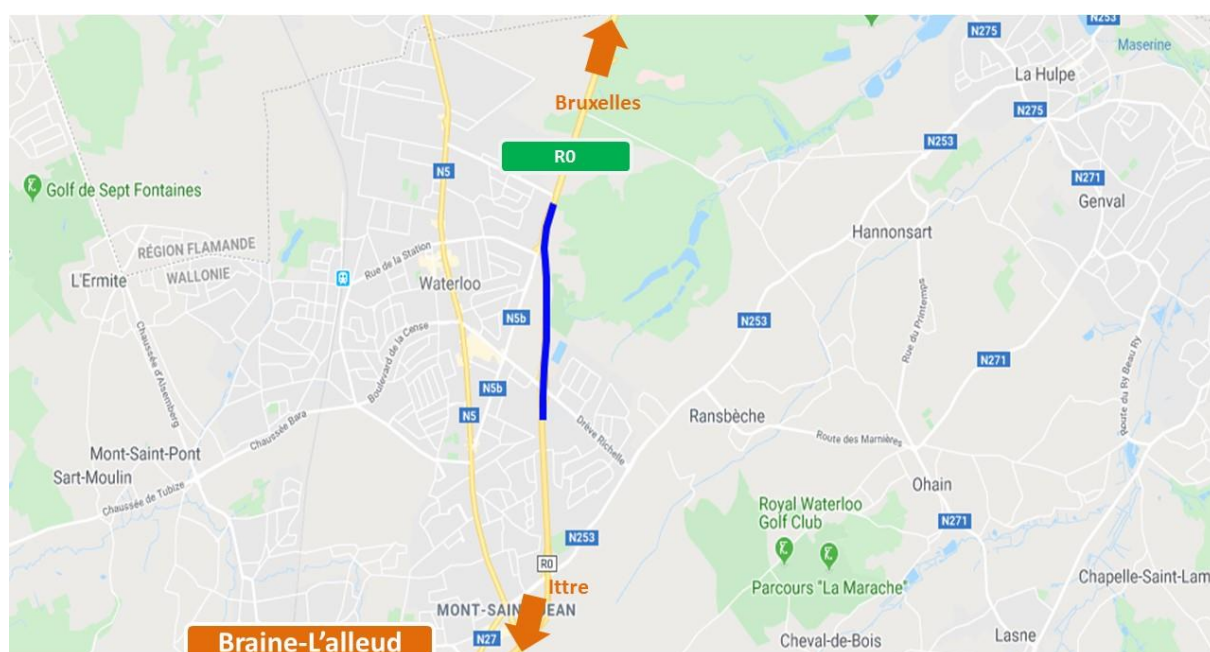 N253
N275
Maserine
La Hulpe
Bruxelles
N275
N253
R0
N5
N271
Golf de Sept Fontaines
Genval
Hannonsart
RÉGION FLAMANDE
Rue de la Station
L'Ermite
WALLONIE
Waterloo
Rue du Printemps
N5b
N253
Boulevard de la Cense
Chaussée d'Alsemberg
N271
Route du Ry Beau Ry
N5b
N5
Ransbèche
Drève Richelle
Chaussée Bara
Route des Marnières
Mont-Saint-Pont
Sart-Moulin
Ohain
Chaussée de Tubize
Royal Waterloo
Golf Club
N271
N253
R0
Ittre
Parcours "La Marache"
Chapelle-Saint-Lam
MONT-SAIN
JEAN
Braine-L'alleud
N27
Cheval-de-Bois
Lasne